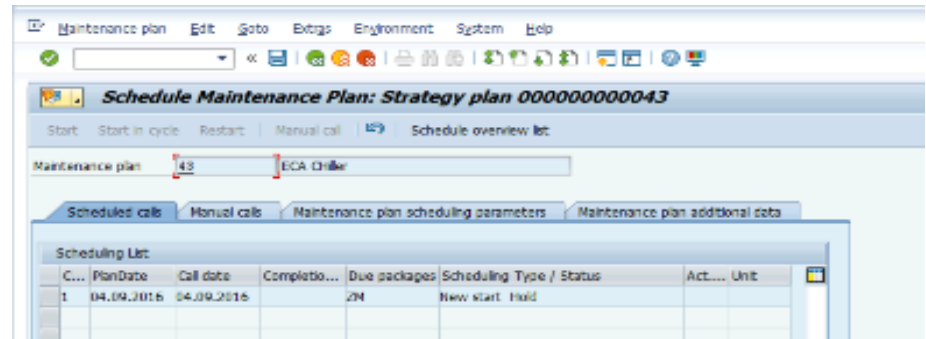 Maintenance plan Edit Goto Extras Environment System Help
Schedule Maintenance Plan: Strategy plan 000000000043
Start Start in cycle Restart Manual call Schedule overview list
Maintenance plan 43 ECA Chiller
Scheduled calls Manual calls Maintenance plan scheduling parameters Maintenance plan additional data
Scheduling List
C... PlanDate Call date Completio... Due packages Scheduling Type / Status Act.... Unit
1 04.09.2016 04.09.2016 2M New start Hold